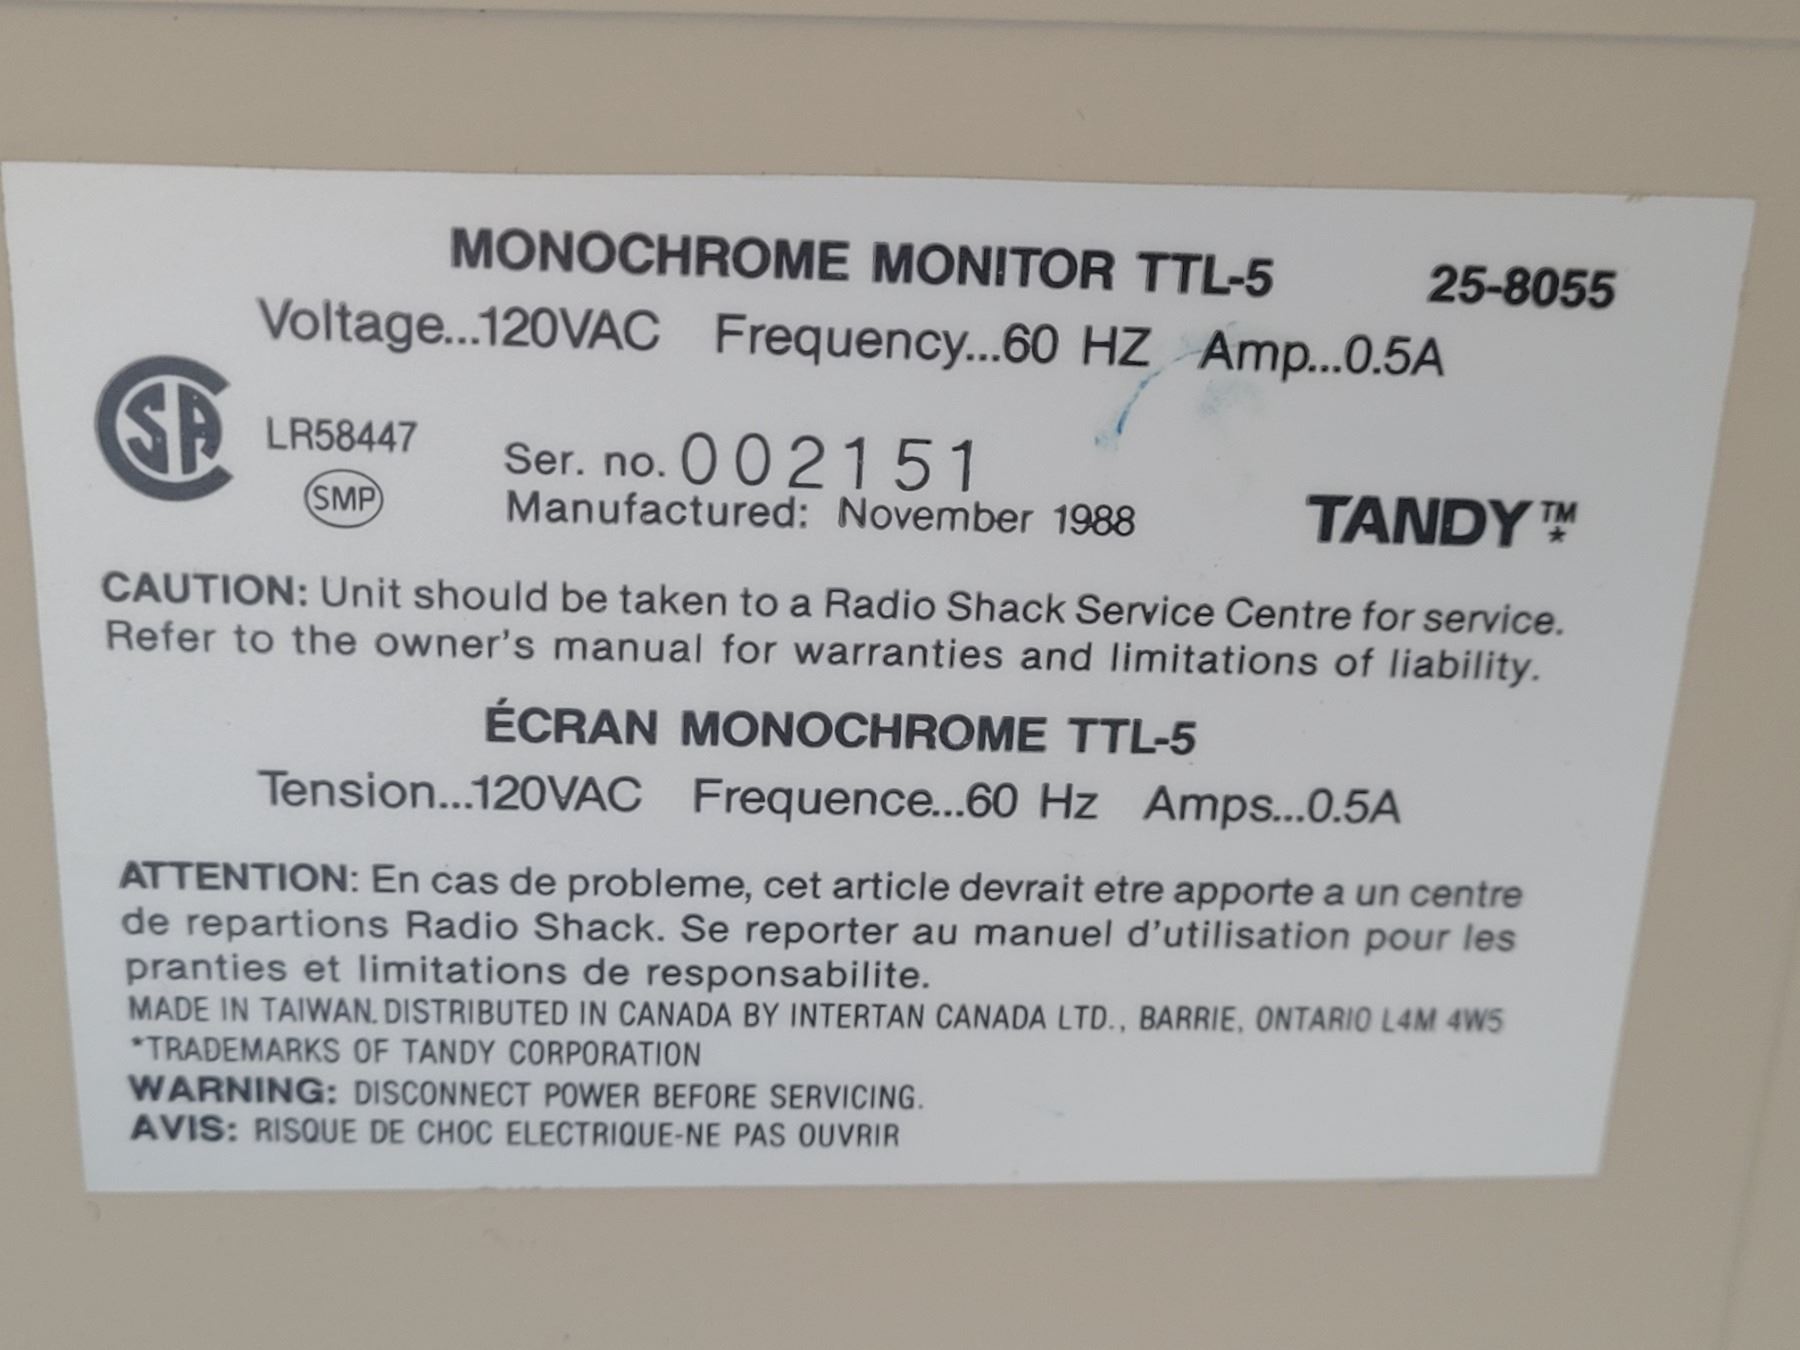 MONOCHROME MONITOR TTL-5 25-8055
Voltage...120VAC Frequency...60 HZ Amp...0.5A
CSA LR58447
SMP
Ser. no. 002151
Manufactured: November 1988
TANDY™*
CAUTION: Unit should be taken to a Radio Shack Service Centre for service.
Refer to the owner's manual for warranties and limitations of liability.
ÉCRAN MONOCHROME TTL-5
Tension...120VAC Frequence...60 Hz Amps...0.5A
ATTENTION: En cas de probleme, cet article devrait etre apporte a un centre
de repartions Radio Shack. Se reporter au manuel d'utilisation pour les
pranties et limitations de responsabilite.
MADE IN TAIWAN. DISTRIBUTED IN CANADA BY INTERTAN CANADA LTD., BARRIE, ONTARIO L4M 4W5
*TRADEMARKS OF TANDY CORPORATION
WARNING: DISCONNECT POWER BEFORE SERVICING.
AVIS: RISQUE DE CHOC ELECTRIQUE-NE PAS OUVRIR